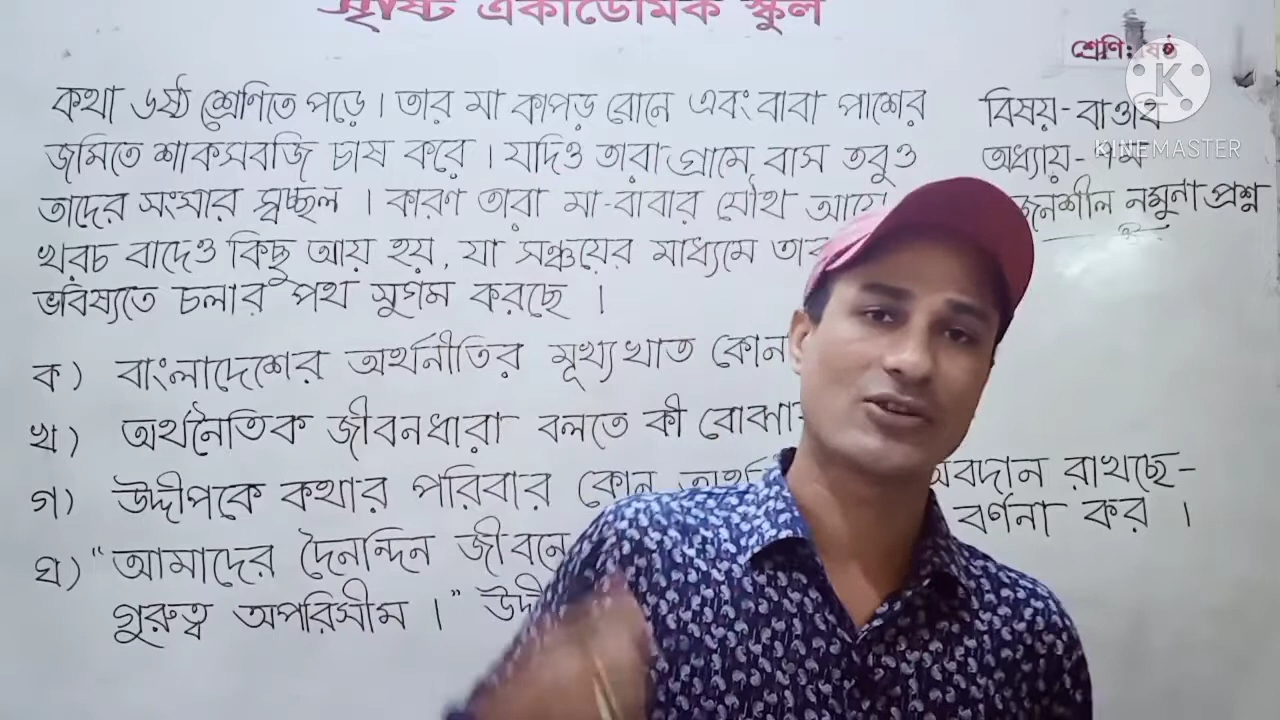 সৃষ্টি একাডেমিক স্কুল
শ্রেণি: ষষ্ঠ
কথা ৬ষ্ঠ শ্রেণিতে পড়ে। তার মা কাপড় বোনে এবং বাবা পাশের
জমিতে শাকসবজি চাষ করে। যদিও তারা গ্রামে বাস তবুও
তাদের সংসার স্বচ্ছল। কারণ তারা মা-বাবার যৌথ আয়ে
খরচ বাদেও কিছু আয় হয়, যা সঞ্চয়ের মাধ্যমে
ভবিষ্যতে চলার পথ সুগম করছে।
বিষয়-বাওবি
অধ্যায়-
নমুনা প্রশ্ন
ক) বাংলাদেশের অর্থনীতির মূখ্যখাত কোন
খ) অর্থনৈতিক জীবনধারা বলতে কী
গ) উদ্দীপকে কথার পরিবার কোন অবদান রাখছে-
বর্ণনা কর।
ঘ) "আমাদের দৈনন্দিন জীবনে
গুরুত্ব অপরিসীম।"
KINEMASTER